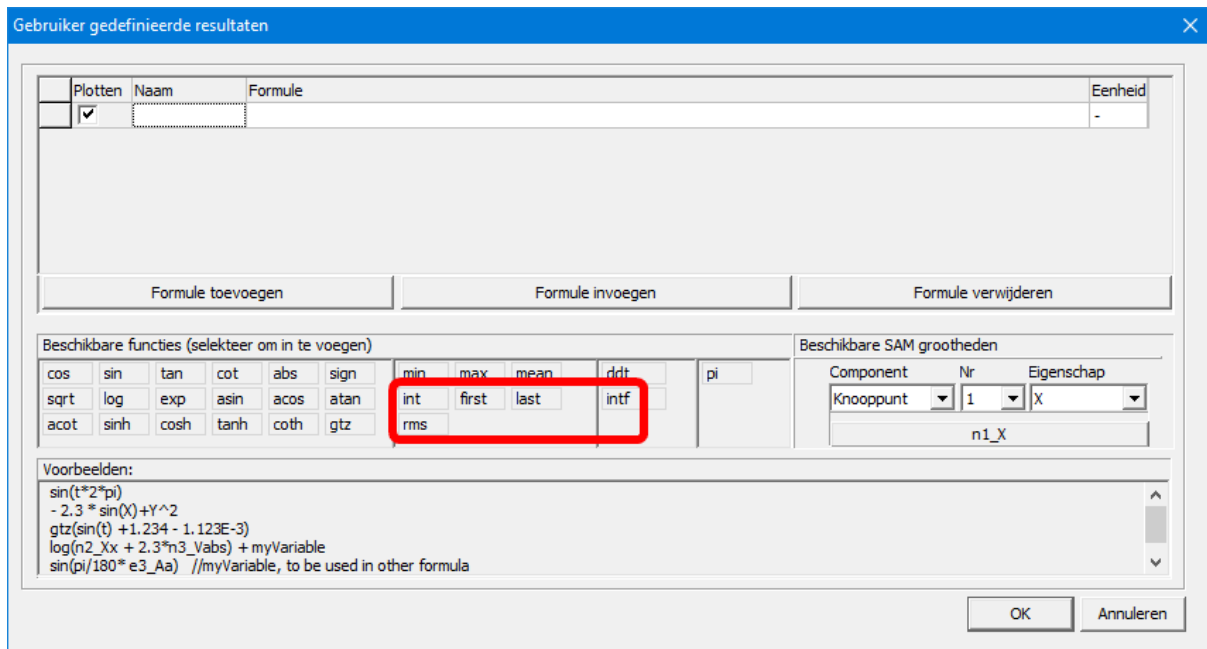 Gebruiker gedefinieerde resultaten
Plotten Naam Formule Eenheid
-
Formule toevoegen Formule invoegen Formule verwijderen
Beschikbare functies (selekteer om in te voegen) Beschikbare SAM grootheden
cos sin tan cot abs sign min max mean ddt pi Component Nr Eigenschap
sqrt log exp asin acos atan int first last intf Knooppunt 1 X
acot sinh cosh tanh coth gtz rms n1_X
Voorbeelden:
sin(t*2*pi)
- 2.3 * sin(X)+Y^2
gtz(sin(t) +1.234 - 1.123E-3)
log(n2_Xx + 2.3*n3_Vabs) + myVariable
sin(pi/180* e3_Aa) //myVariable, to be used in other formula
OK Annuleren